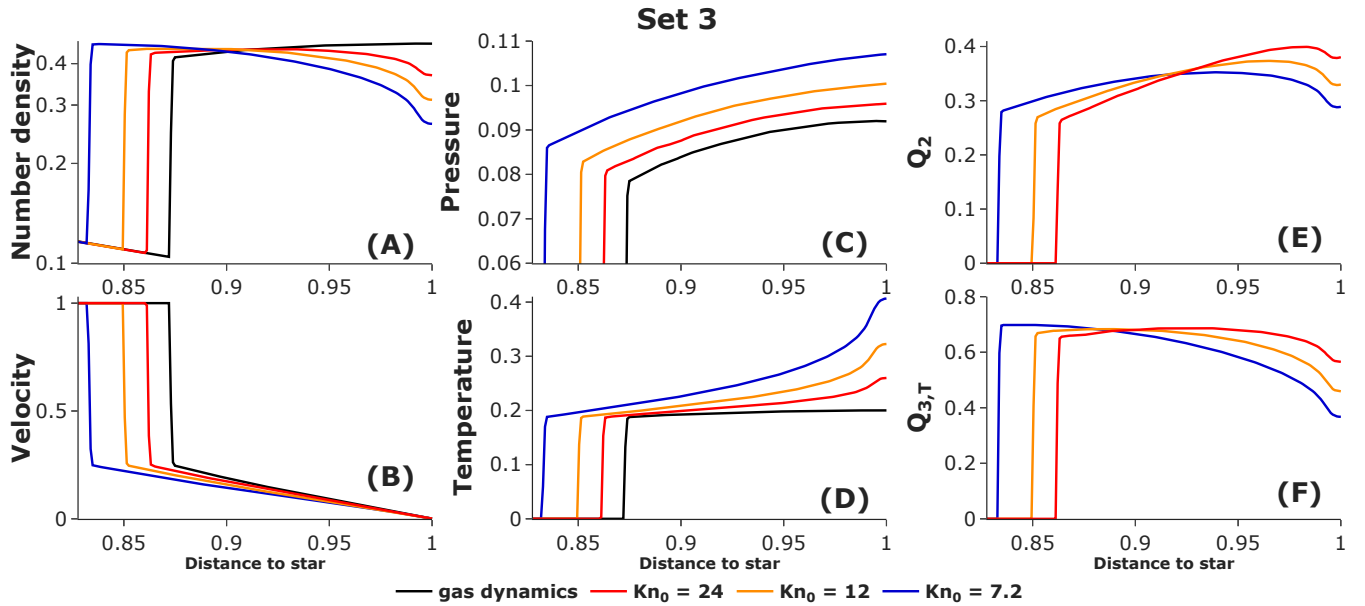 Set 3
Number density
0.4
0.3
0.2
0.1
(A)
0.85 0.9 0.95 1
Pressure
0.11
0.1
0.09
0.08
0.07
0.06
(C)
0.85 0.9 0.95 1
Q2
0.4
0.3
0.2
0.1
0
(E)
0.85 0.9 0.95 1
Velocity
1
0.5
0
(B)
0.85 0.9 0.95 1
Distance to star
Temperature
0.4
0.3
0.2
0.1
0
(D)
0.85 0.9 0.95 1
Distance to star
Q3,T
0.8
0.6
0.4
0.2
0
(F)
0.85 0.9 0.95 1
Distance to star
gas dynamics Kn0 = 24 Kn0 = 12 Kn0 = 7.2